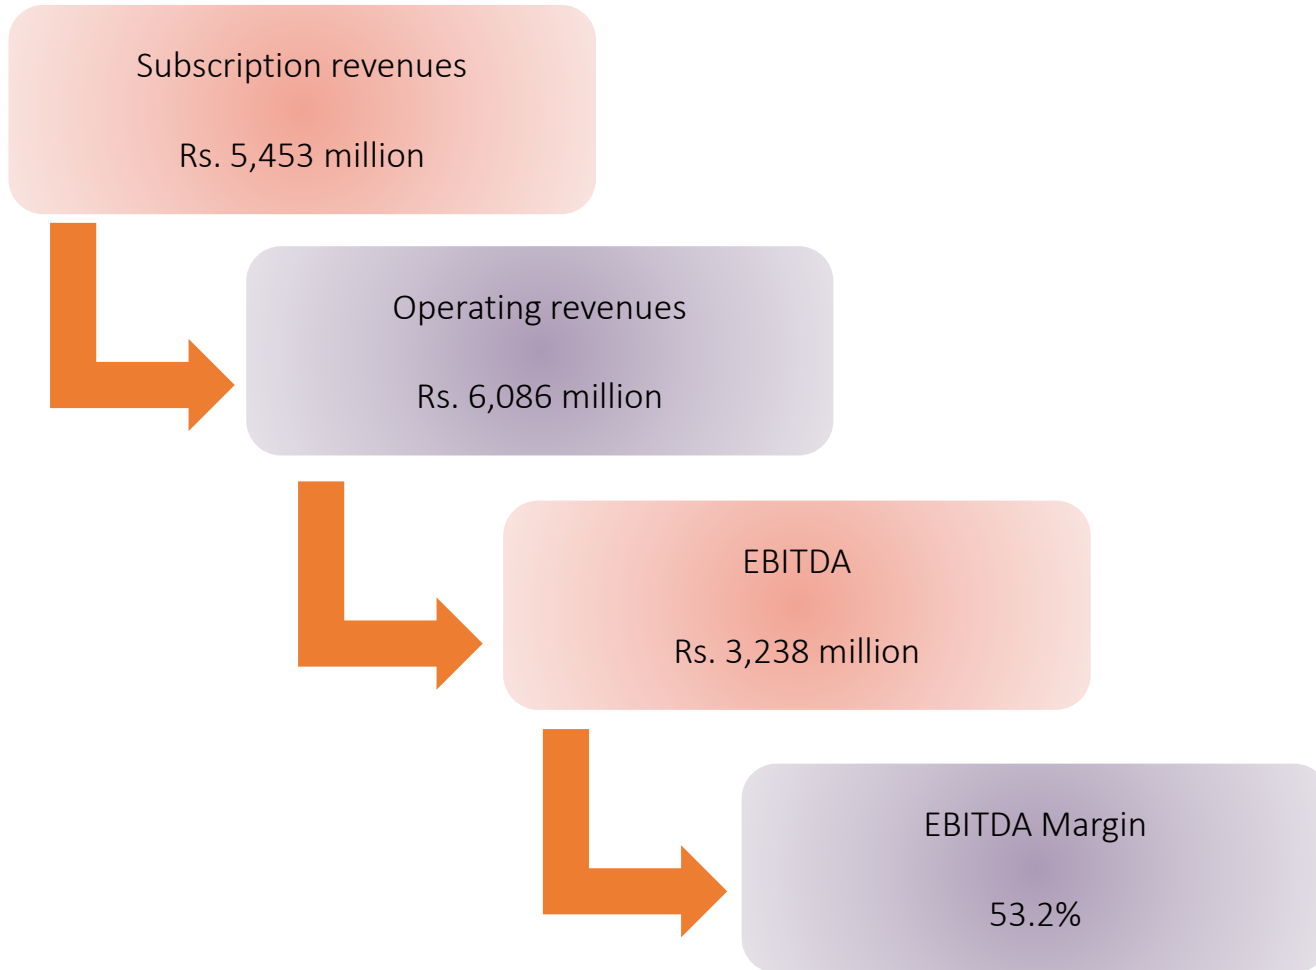 Subscription revenues
Rs. 5,453 million
Operating revenues
Rs. 6,086 million
EBITDA
Rs. 3,238 million
EBITDA Margin
53.2%